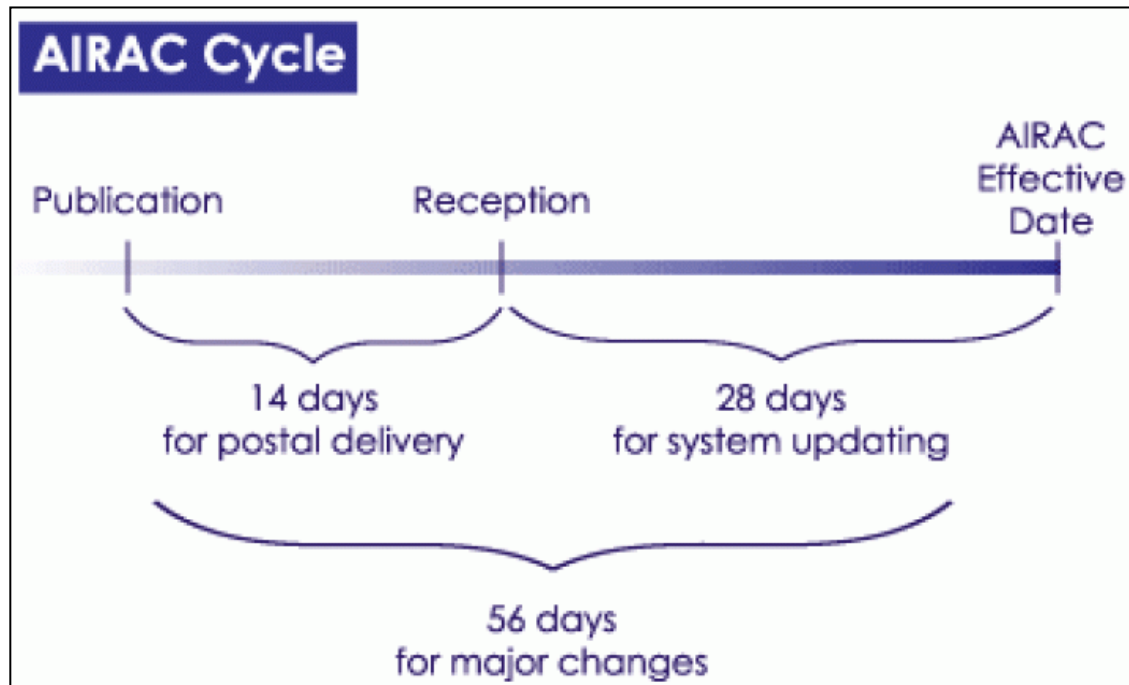 AIRAC Cycle
AIRAC
Effective
Date
Publication
Reception
14 days
for postal delivery
28 days
for system updating
56 days
for major changes